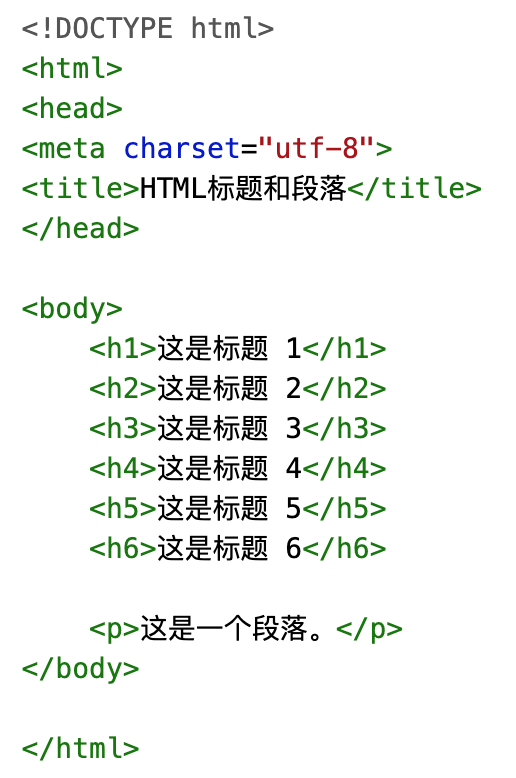 <!DOCTYPE html>
<html>
<head>
<meta charset="utf-8">
<title>HTML标题和段落</title>
</head>

<body>
    <h1>这是标题 1</h1>
    <h2>这是标题 2</h2>
    <h3>这是标题 3</h3>
    <h4>这是标题 4</h4>
    <h5>这是标题 5</h5>
    <h6>这是标题 6</h6>

    <p>这是一个段落。</p>
</body>

</html>